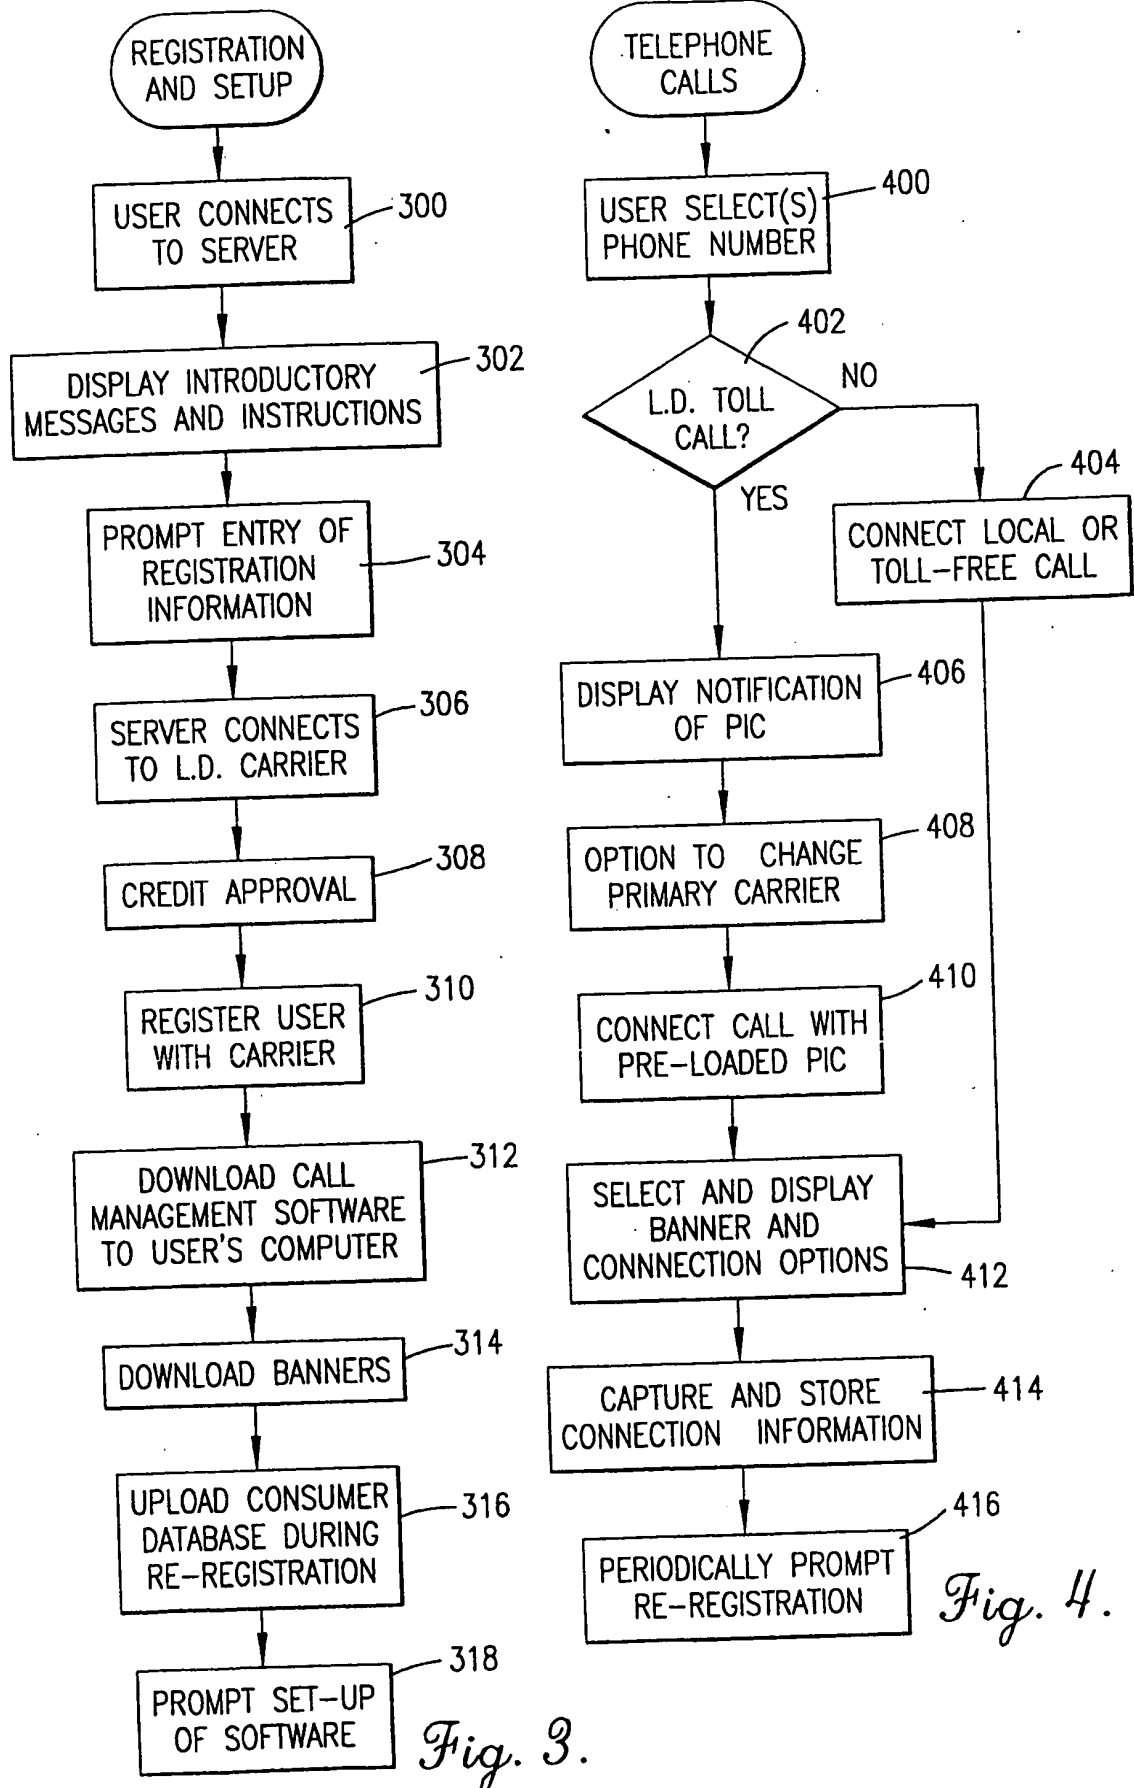 REGISTRATION
AND SETUP
USER CONNECTS
TO SERVER
300
DISPLAY INTRODUCTORY
MESSAGES AND INSTRUCTIONS
302
PROMPT ENTRY OF
REGISTRATION
INFORMATION
304
SERVER CONNECTS
TO L.D. CARRIER
306
CREDIT APPROVAL
308
REGISTER USER
WITH CARRIER
310
DOWNLOAD CALL
MANAGEMENT SOFTWARE
TO USER'S COMPUTER
312
DOWNLOAD BANNERS
314
UPLOAD CONSUMER
DATABASE DURING
RE-REGISTRATION
316
PROMPT SET-UP
OF SOFTWARE
318
Fig. 3.
TELEPHONE
CALLS
USER SELECT(S)
PHONE NUMBER
400
L.D. TOLL
CALL?
402
NO
YES
CONNECT LOCAL OR
TOLL-FREE CALL
404
DISPLAY NOTIFICATION
OF PIC
406
OPTION TO CHANGE
PRIMARY CARRIER
408
CONNECT CALL WITH
PRE-LOADED PIC
410
SELECT AND DISPLAY
BANNER AND
CONNNECTION OPTIONS
412
CAPTURE AND STORE
CONNECTION INFORMATION
414
PERIODICALLY PROMPT
RE-REGISTRATION
416
Fig. 4.